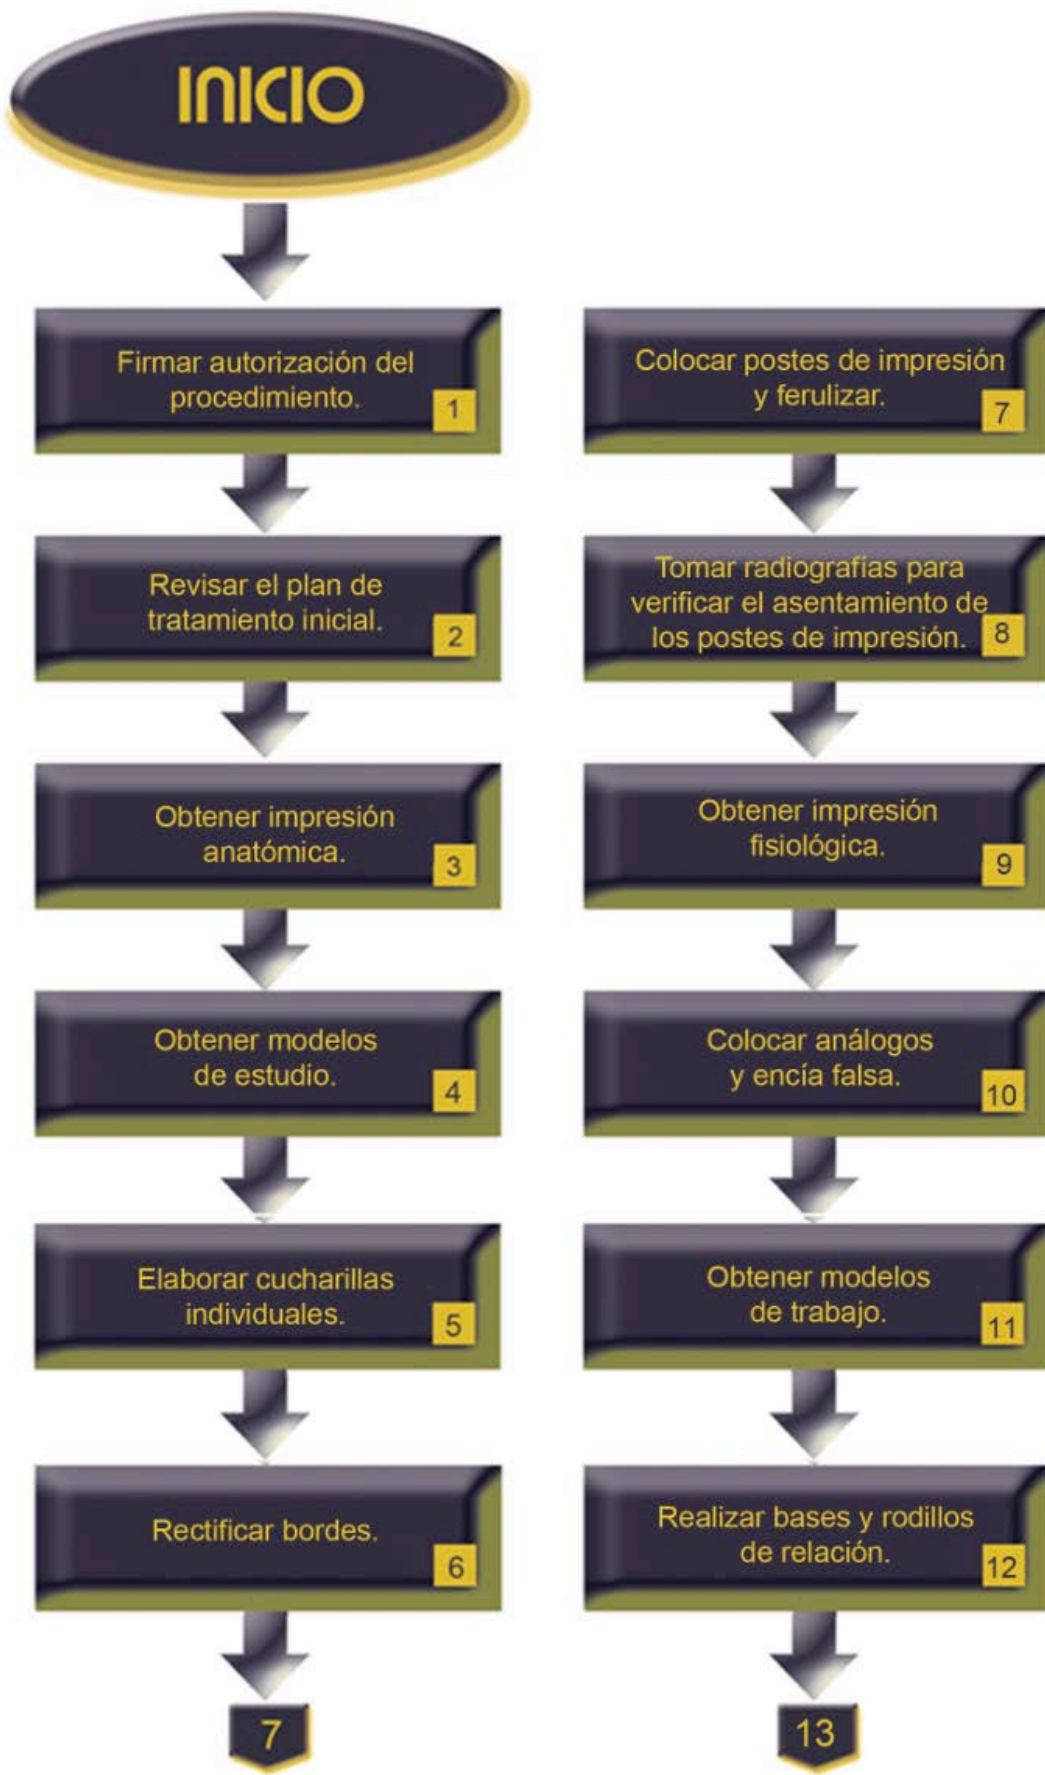 INICIO
Firmar autorización del
procedimiento.
1
Revisar el plan de
tratamiento inicial.
2
Obtener impresión
anatómica.
3
Obtener modelos
de estudio.
4
Elaborar cucharillas
individuales.
5
Rectificar bordes.
6
7
Colocar postes de impresión
y ferulizar.
7
Tomar radiografías para
verificar el asentamiento de
los postes de impresión.
8
Obtener impresión
fisiológica.
9
Colocar análogos
y encía falsa.
10
Obtener modelos
de trabajo.
11
Realizar bases y rodillos
de relación.
12
13